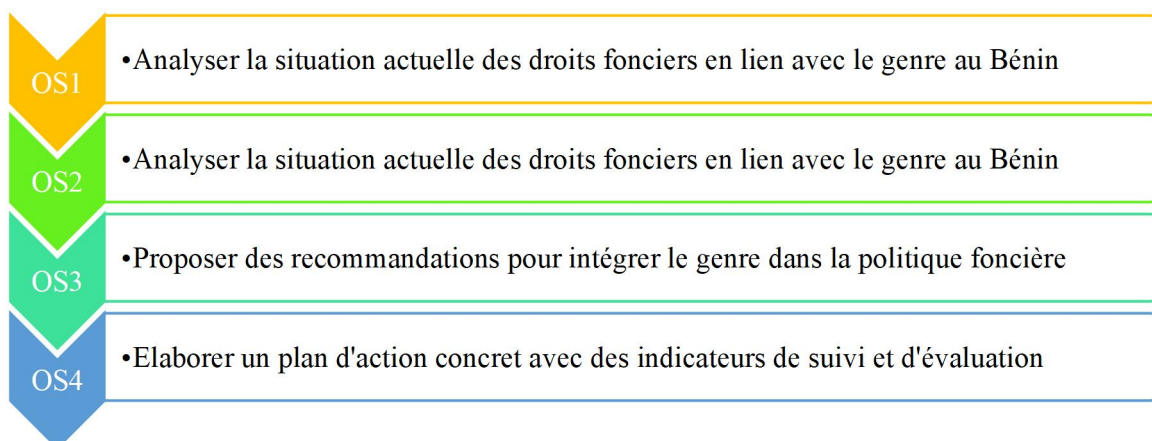 OS1
•Analyser la situation actuelle des droits fonciers en lien avec le genre au Bénin
OS2
•Analyser la situation actuelle des droits fonciers en lien avec le genre au Bénin
OS3
•Proposer des recommandations pour intégrer le genre dans la politique foncière
OS4
•Elaborer un plan d'action concret avec des indicateurs de suivi et d'évaluation